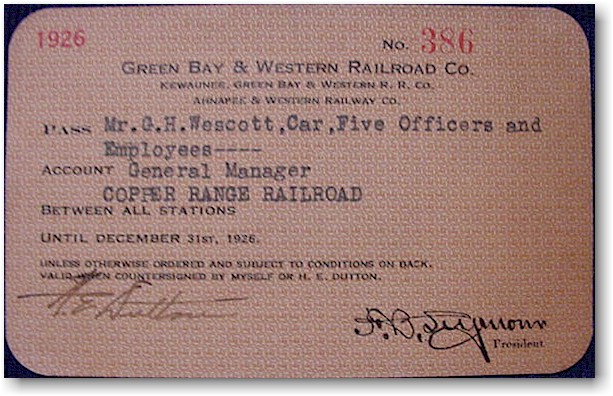 1926 No. 386
GREEN BAY & WESTERN RAILROAD CO.
KEWAUNEE, GREEN BAY & WESTERN R. R. CO.
AHNAPEE & WESTERN RAILWAY CO.
PASS Mr.G.H.Wescott,Car,Five Officers and
Employees----
ACCOUNT General Manager
COPPER RANGE RAILROAD
BETWEEN ALL STATIONS
UNTIL DECEMBER 31ST, 1926.
UNLESS OTHERWISE ORDERED AND SUBJECT TO CONDITIONS ON BACK.
VALID WHEN COUNTERSIGNED BY MYSELF OR H. E. DUTTON.
H. E. Dutton
F. B. Seymour
President